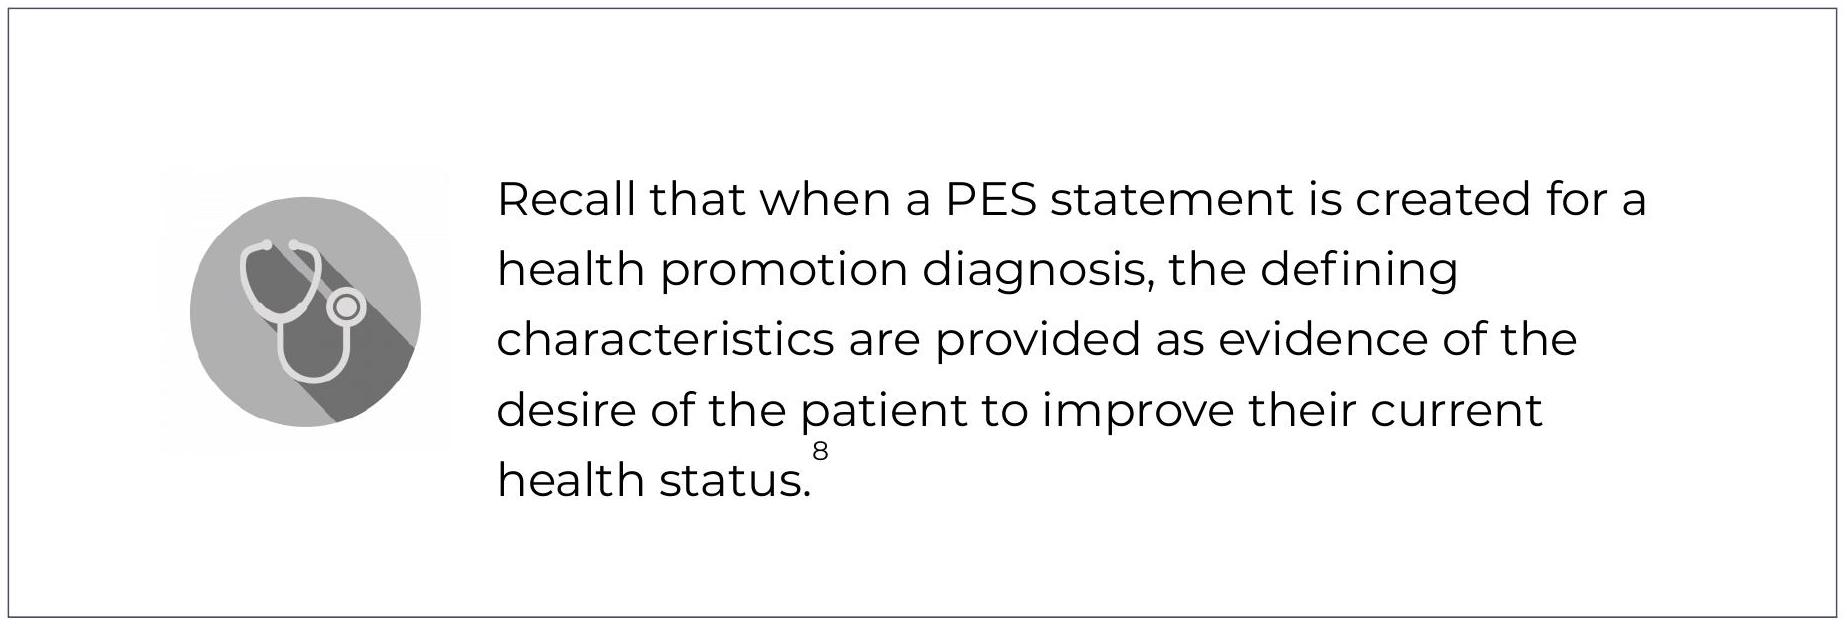 Recall that when a PES statement is created for a
health promotion diagnosis, the defining
characteristics are provided as evidence of the
desire of the patient to improve their current
health status.⁸